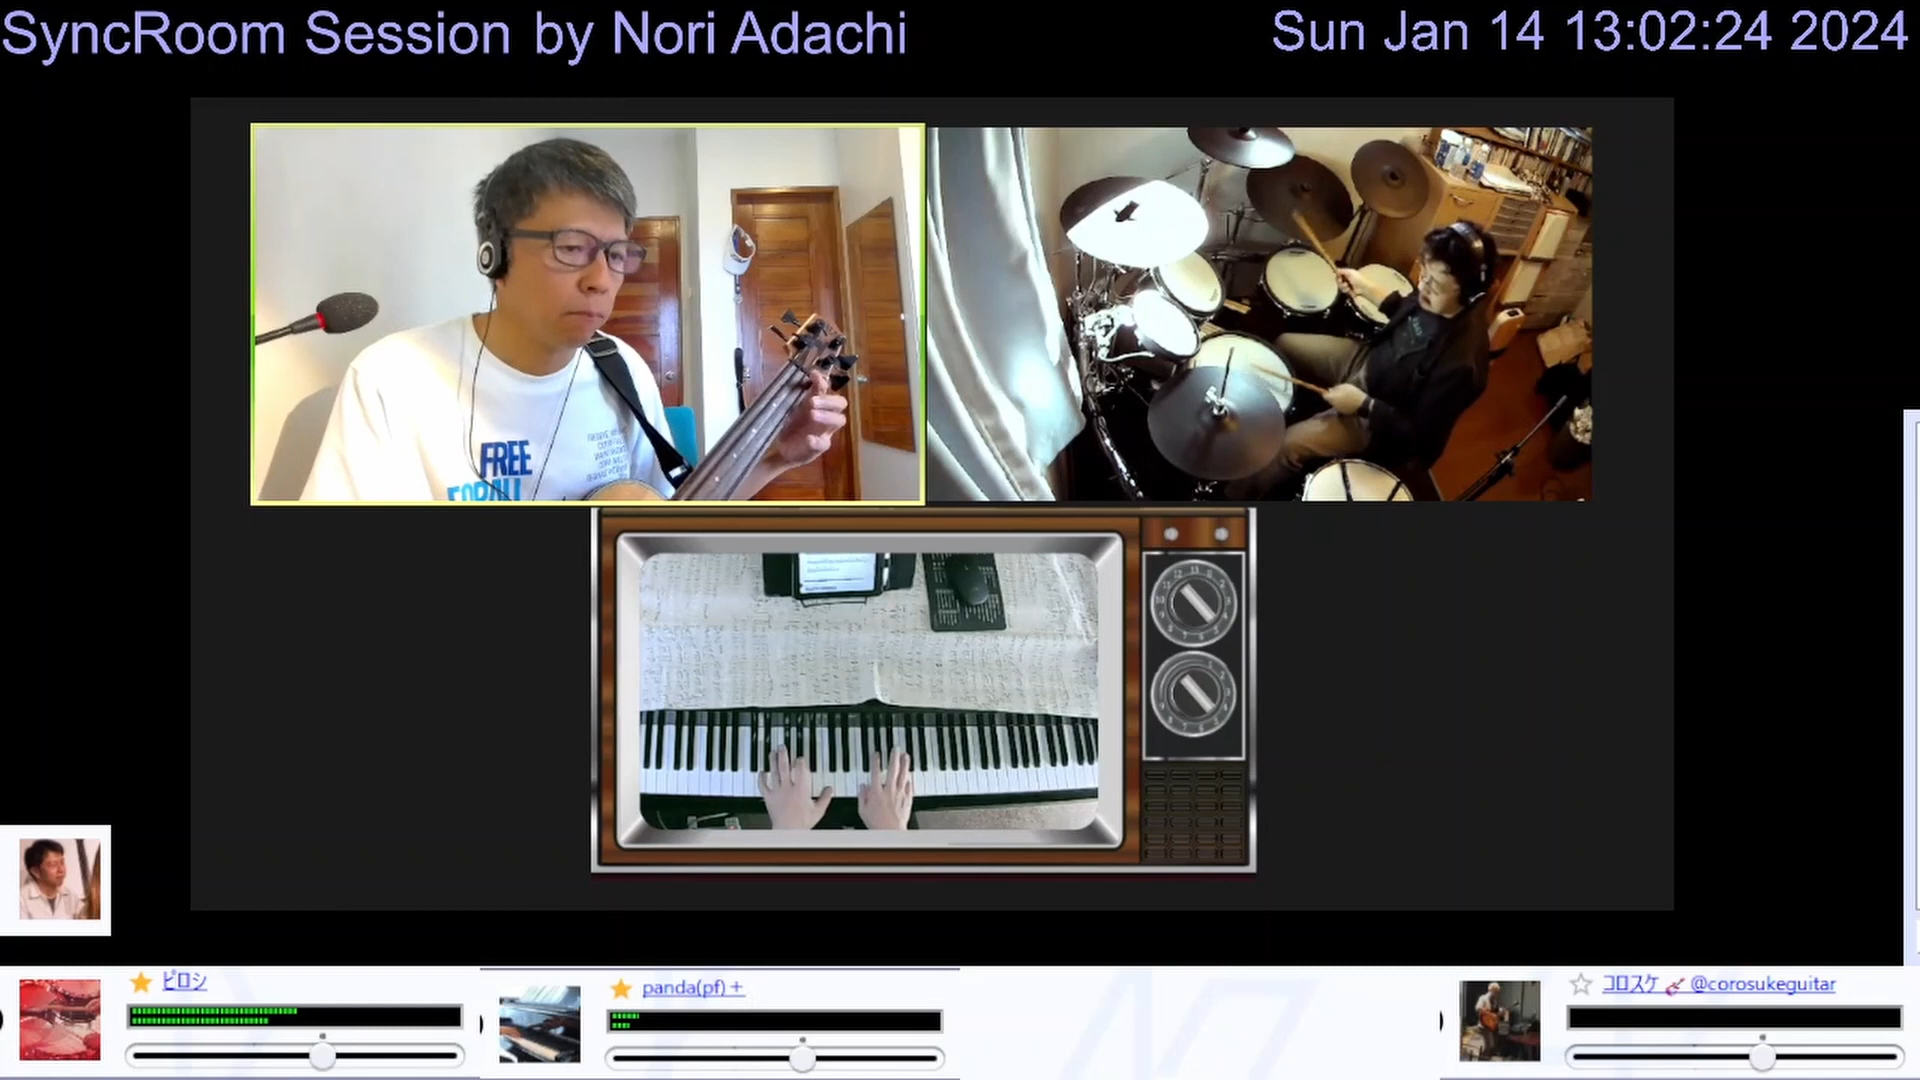 SyncRoom Session by Nori Adachi
Sun Jan 14 13:02:24 2024
FREE
FORALL
ピロシ
panda(pf)＋
コロスケ🎸@corosukeguitar